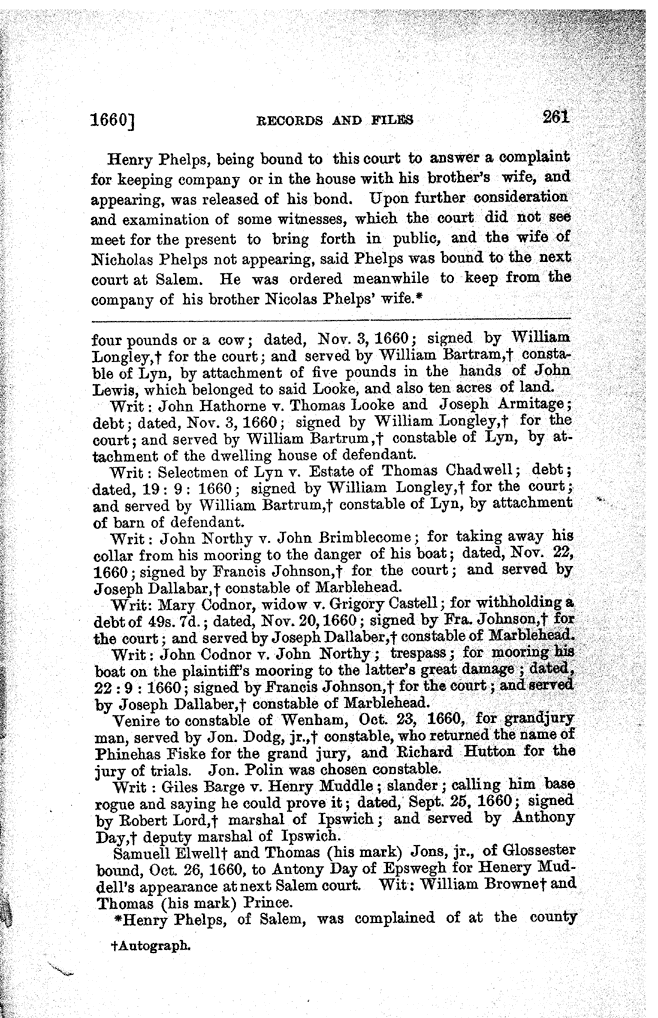 1660] RECORDS AND FILES 261
Henry Phelps, being bound to this court to answer a complaint
for keeping company or in the house with his brother's wife, and
appearing, was released of his bond. Upon further consideration
and examination of some witnesses, which the court did not see
meet for the present to bring forth in public, and the wife of
Nicholas Phelps not appearing, said Phelps was bound to the next
court at Salem. He was ordered meanwhile to keep from the
company of his brother Nicolas Phelps' wife.*
four pounds or a cow; dated, Nov. 3, 1660; signed by William
Longley,† for the court; and served by William Bartram,† consta-
ble of Lyn, by attachment of five pounds in the hands of John
Lewis, which belonged to said Looke, and also ten acres of land.
Writ: John Hathorne v. Thomas Looke and Joseph Armitage;
debt; dated, Nov. 3, 1660; signed by William Longley,† for the
court; and served by William Bartrum,† constable of Lyn, by at-
tachment of the dwelling house of defendant.
Writ: Selectmen of Lyn v. Estate of Thomas Chadwell; debt;
dated, 19: 9: 1660; signed by William Longley,† for the court;
and served by William Bartrum,† constable of Lyn, by attachment
of barn of defendant.
Writ: John Northy v. John Brimblecome; for taking away his
collar from his mooring to the danger of his boat; dated, Nov. 22,
1660; signed by Francis Johnson,† for the court; and served by
Joseph Dallabar,† constable of Marblehead.
Writ: Mary Codnor, widow v. Grigory Castell; for withholding a
debt of 49s. 7d.; dated, Nov. 20, 1660; signed by Fra. Johnson,† for
the court; and served by Joseph Dallaber,† constable of Marblehead.
Writ: John Codnor v. John Northy; trespass; for mooring his
boat on the plaintiff's mooring to the latter's great damage; dated,
22: 9: 1660; signed by Francis Johnson,† for the court; and served
by Joseph Dallaber,† constable of Marblehead.
Venire to constable of Wenham, Oct. 23, 1660, for grandjury
man, served by Jon. Dodg, jr.,† constable, who returned the name of
Phinehas Fiske for the grand jury, and Richard Hutton for the
jury of trials. Jon. Polin was chosen constable.
Writ: Giles Barge v. Henry Muddle; slander; calling him base
rogue and saying he could prove it; dated, Sept. 25, 1660; signed
by Robert Lord,† marshal of Ipswich; and served by Anthony
Day,† deputy marshal of Ipswich.
Samuell Elwell† and Thomas (his mark) Jons, jr., of Glossester
bound, Oct. 26, 1660, to Antony Day of Epswegh for Henery Mud-
dell's appearance at next Salem court. Wit: William Browne† and
Thomas (his mark) Prince.
*Henry Phelps, of Salem, was complained of at the county
†Autograph.